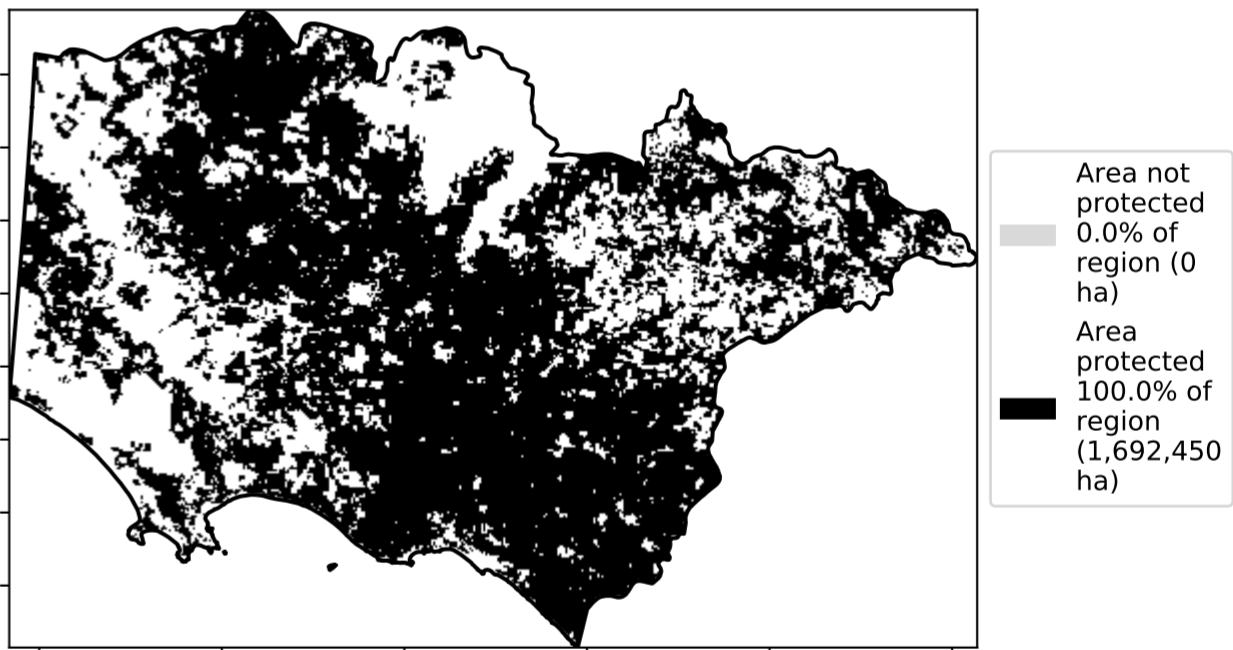 Area not
protected
0.0% of
region (0
ha)
Area
protected
100.0% of
region
(1,692,450
ha)